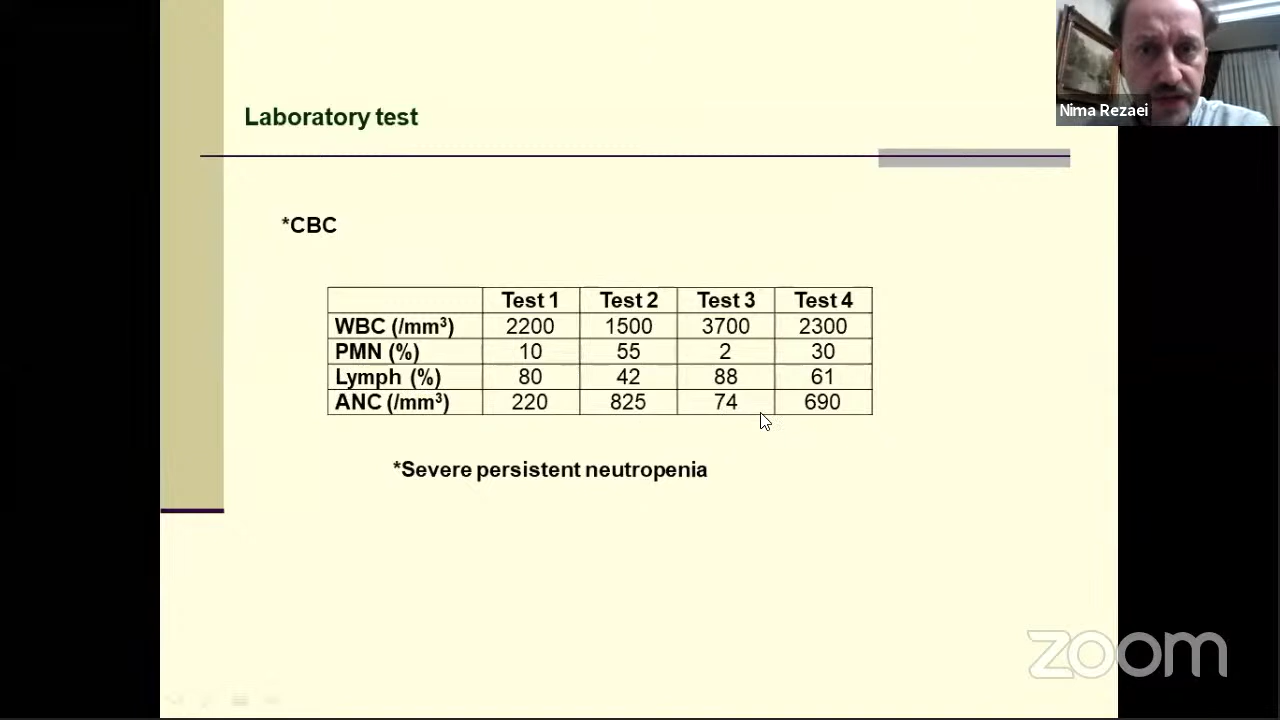 Nima Rezaei
Laboratory test
*CBC
Test 1 Test 2 Test 3 Test 4
WBC (/mm³) 2200 1500 3700 2300
PMN (%) 10 55 2 30
Lymph (%) 80 42 88 61
ANC (/mm³) 220 825 74 690
*Severe persistent neutropenia
zoom